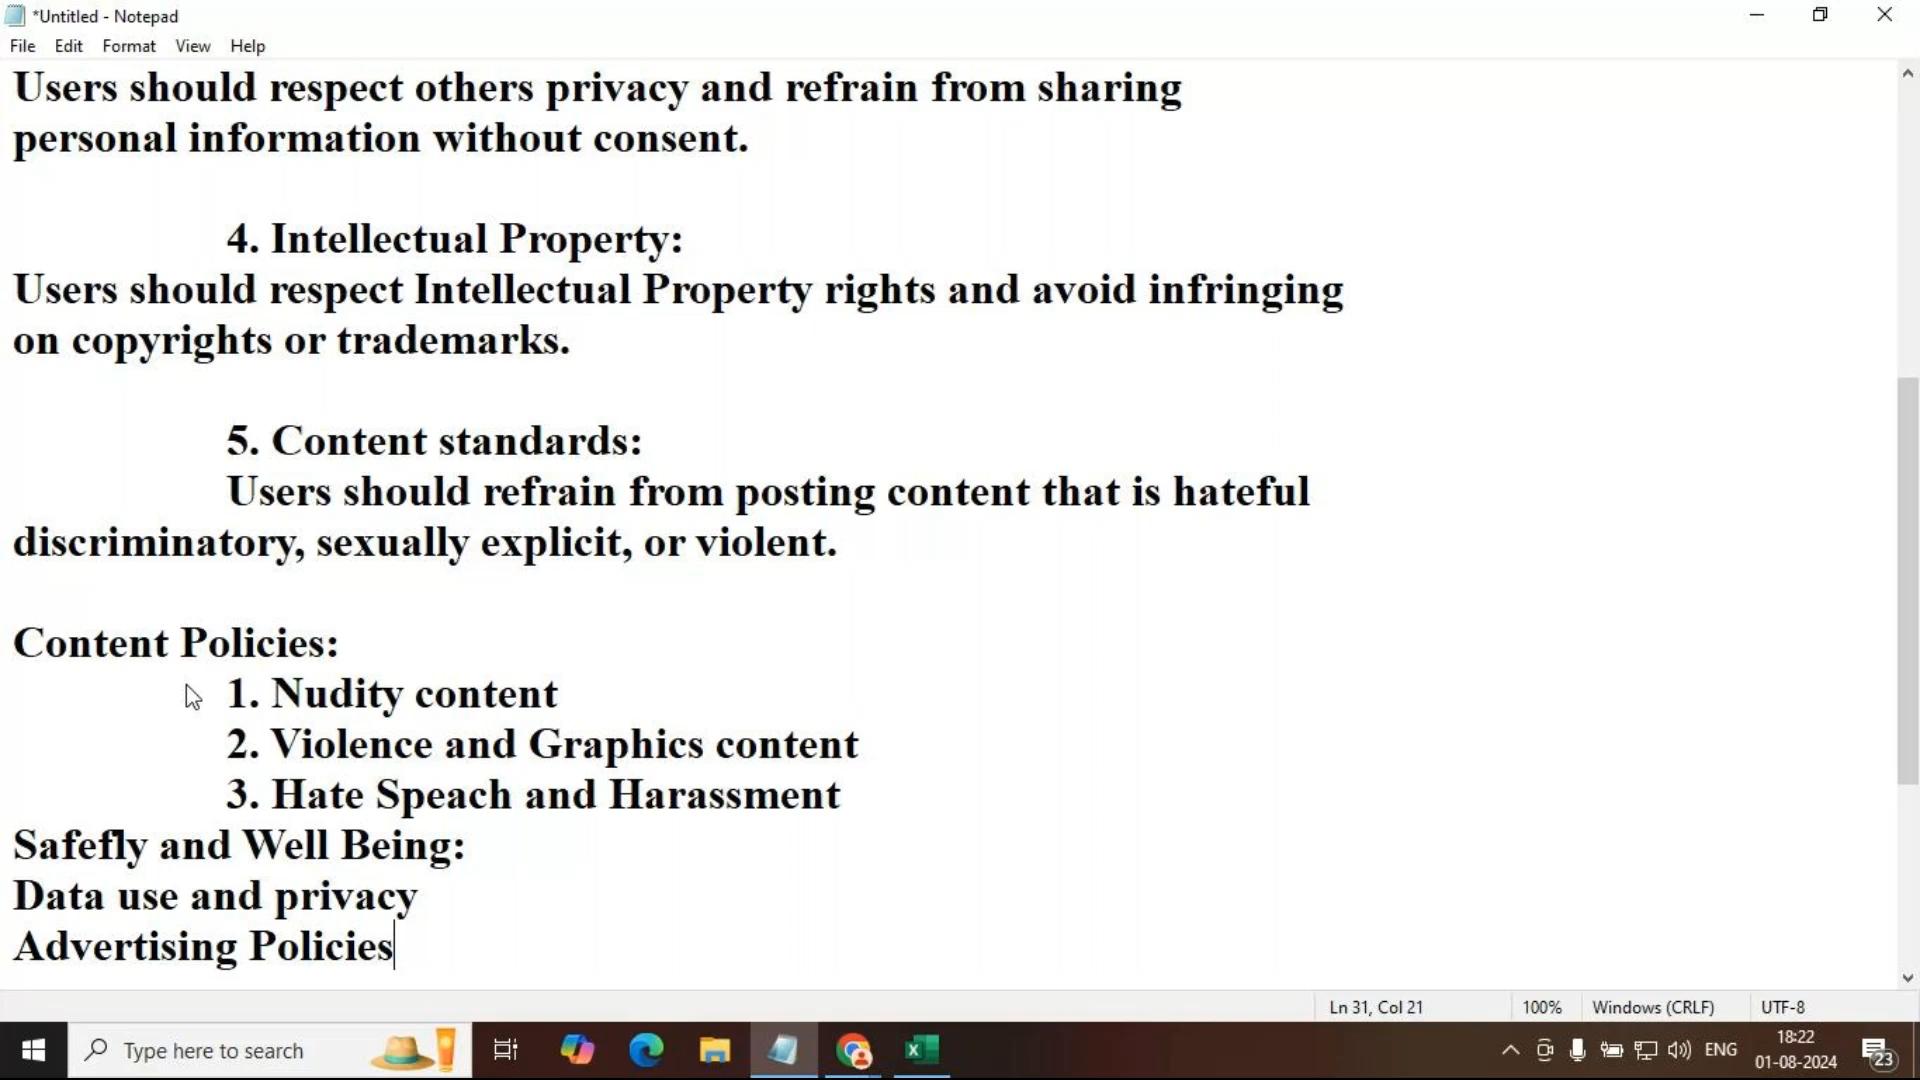 *Untitled - Notepad
File Edit Format View Help
Users should respect others privacy and refrain from sharing
personal information without consent.
4. Intellectual Property:
Users should respect Intellectual Property rights and avoid infringing
on copyrights or trademarks.
5. Content standards:
Users should refrain from posting content that is hateful
discriminatory, sexually explicit, or violent.
Content Policies:
1. Nudity content
2. Violence and Graphics content
3. Hate Speach and Harassment
Safefly and Well Being:
Data use and privacy
Advertising Policies
Ln 31, Col 21 100% Windows (CRLF) UTF-8
Type here to search
ENG
18:22
01-08-2024
23